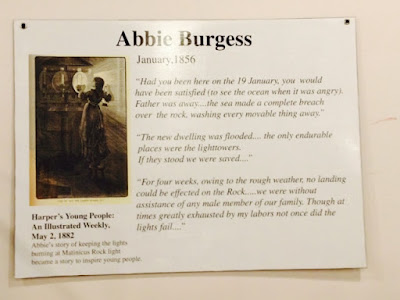 Abbie Burgess
January,1856
"Had you been here on the 19 January, you would
have been satisfied (to see the ocean when it was angry).
Father was away....the sea made a complete breach
over the rock, washing every movable thing away."
"The new dwelling was flooded.... the only endurable
places were the lighttowers.
If they stood we were saved...."
"For four weeks, owing to the rough weather, no landing
could be effected on the Rock.....we were without
assistance of any male member of our family. Though at
times greatly exhausted by my labors not once did the
lights fail...."
Harper's Young People:
An Illustrated Weekly,
May 2, 1882
Abbie's story of keeping the lights
burning at Matinicus Rock light
became a story to inspire young people.